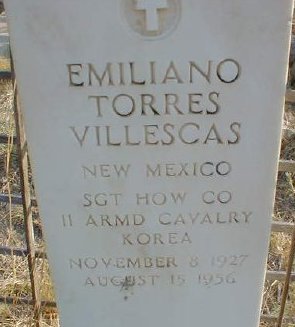 EMILIANO
TORRES
VILLESCAS
NEW MEXICO
SGT HOW CO
11 ARMD CAVALRY
KOREA
NOVEMBER 8 1927
AUGUST 15 1956